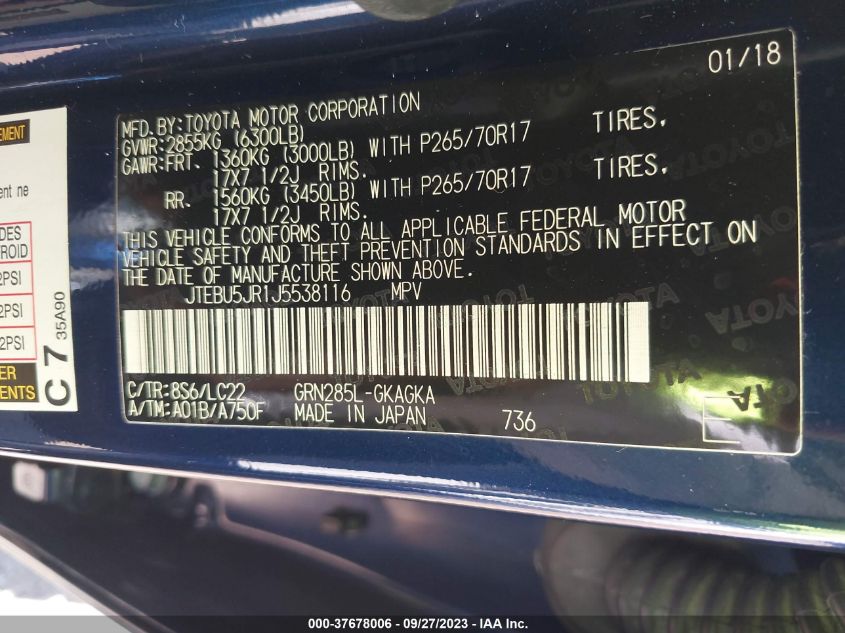 01/18
MFD.BY:TOYOTA MOTOR CORPORATION
GVWR:2855KG (6300LB)
GAWR:FRT. 1360KG (3000LB) WITH P265/70R17 TIRES,
17X7 1/2J RIMS.
RR. 1560KG (3450LB) WITH P265/70R17 TIRES,
17X7 1/2J RIMS.
THIS VEHICLE CONFORMS TO ALL APPLICABLE FEDERAL MOTOR
VEHICLE SAFETY AND THEFT PREVENTION STANDARDS IN EFFECT ON
THE DATE OF MANUFACTURE SHOWN ABOVE.
JTEBU5JR1J5538116 MPV
C/TR:8S6/LC22 GRN285L-GKAGKA
A/TM:A01B/A750F MADE IN JAPAN 736
C 7 35A90
000-37678006 - 09/27/2023 - IAA Inc.